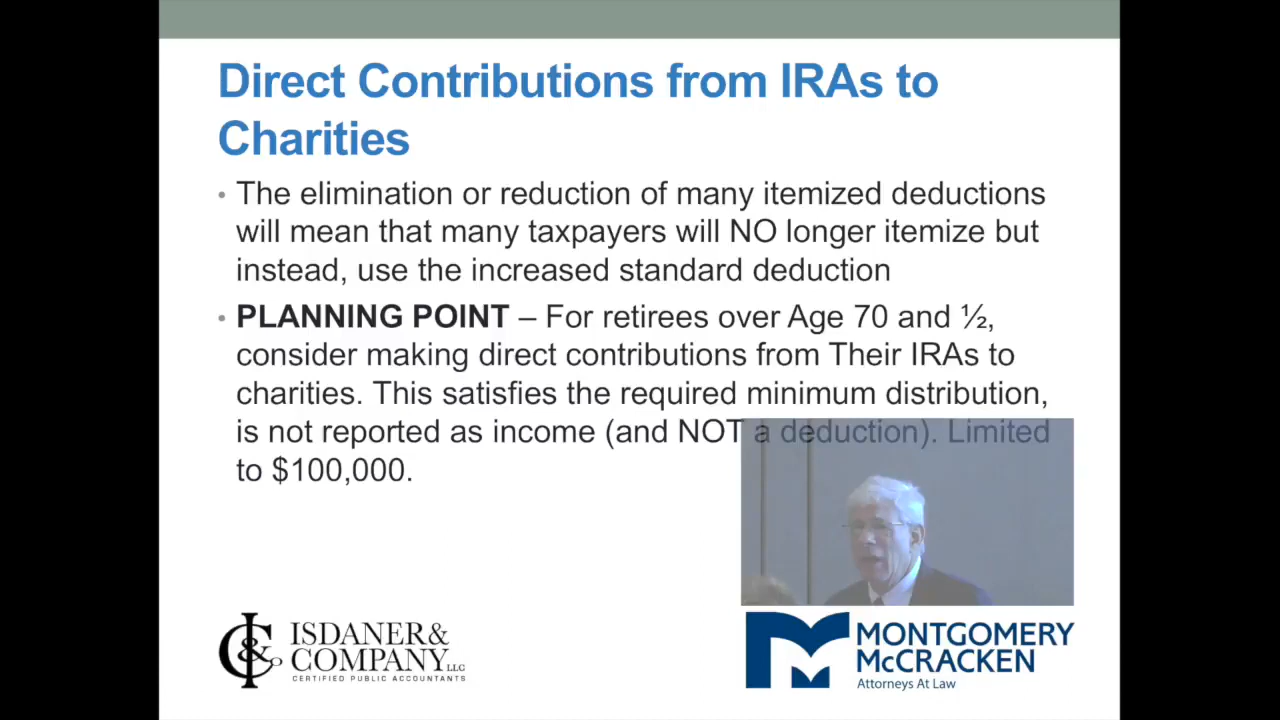 Direct Contributions from IRAs to
Charities
• The elimination or reduction of many itemized deductions
will mean that many taxpayers will NO longer itemize but
instead, use the increased standard deduction
• PLANNING POINT – For retirees over Age 70 and ½,
consider making direct contributions from Their IRAs to
charities. This satisfies the required minimum distribution,
is not reported as income (and NOT a deduction). Limited
to $100,000.
ISDANER&
COMPANY LLC
CERTIFIED PUBLIC ACCOUNTANTS
MONTGOMERY
McCRACKEN
Attorneys At Law